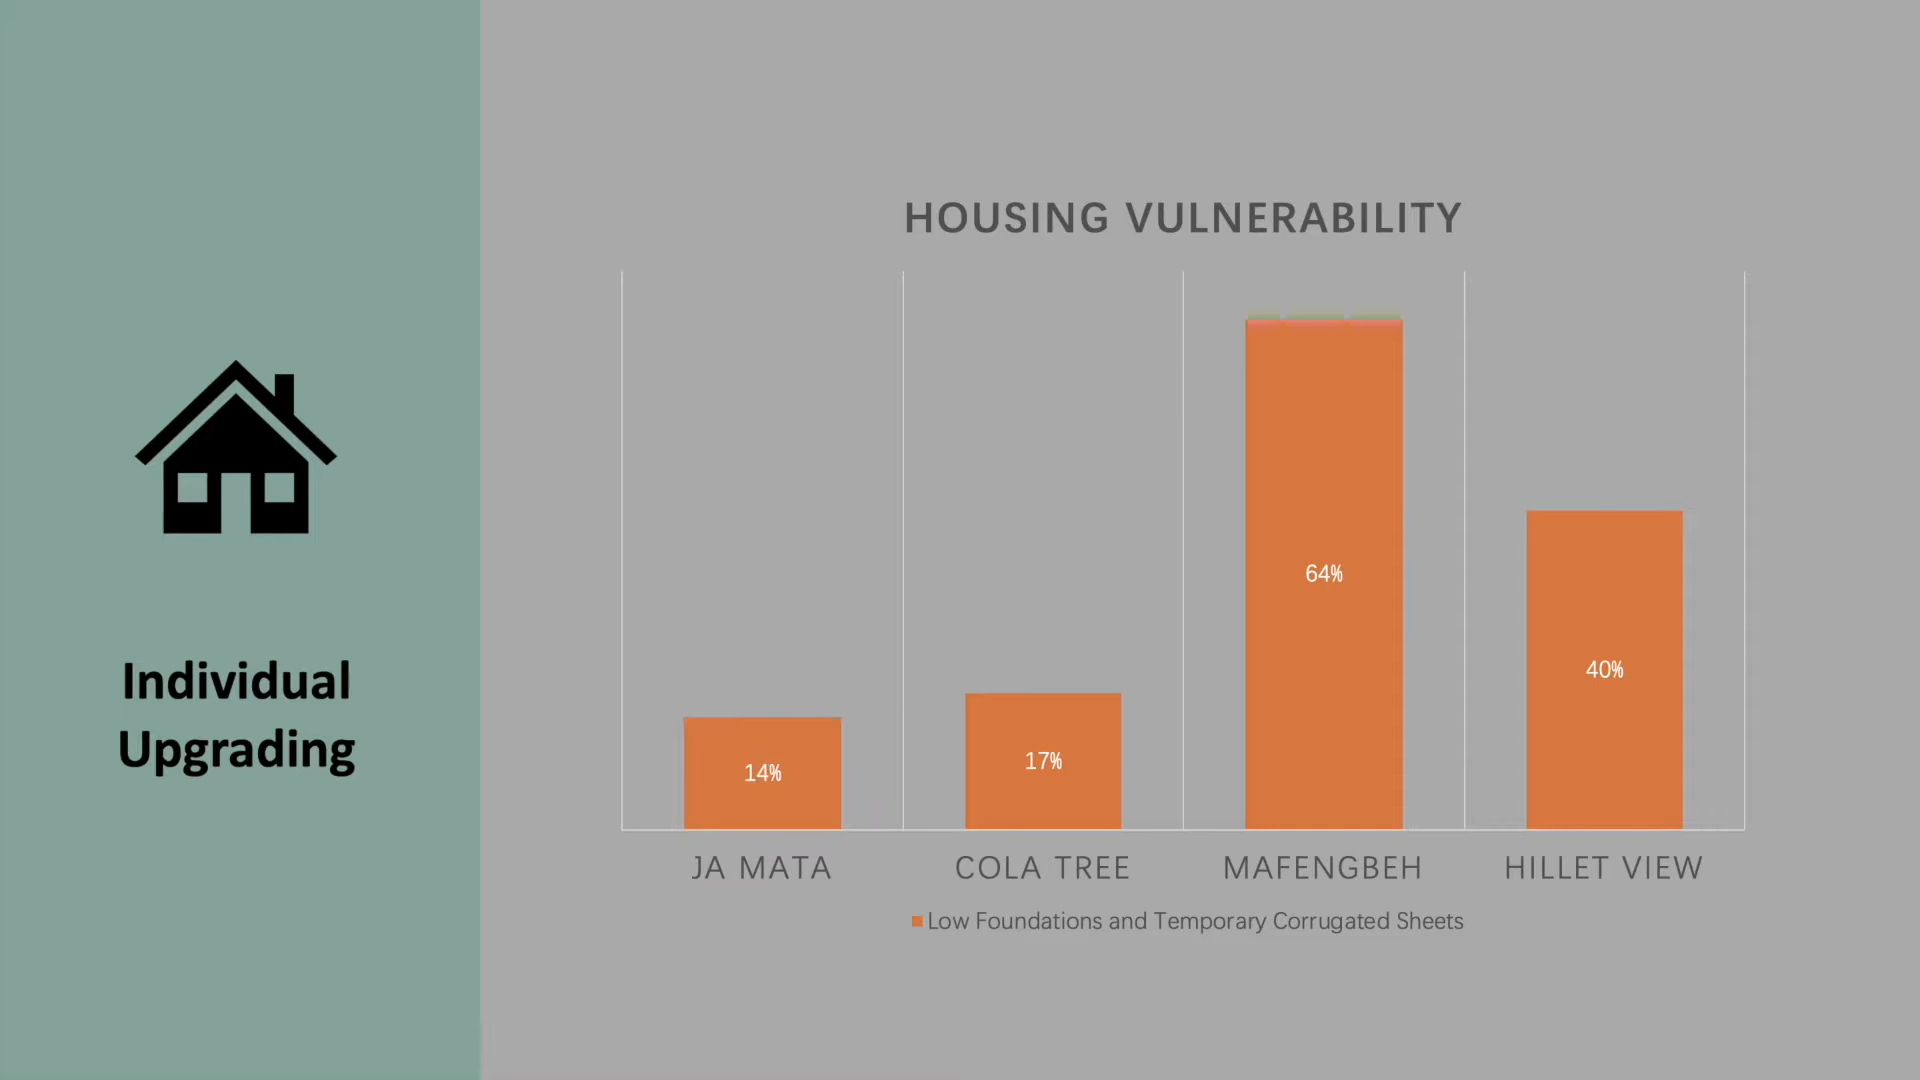 Individual
Upgrading
HOUSING VULNERABILITY
14%
17%
64%
40%
JA MATA
COLA TREE
MAFENGBEH
HILLET VIEW
Low Foundations and Temporary Corrugated Sheets